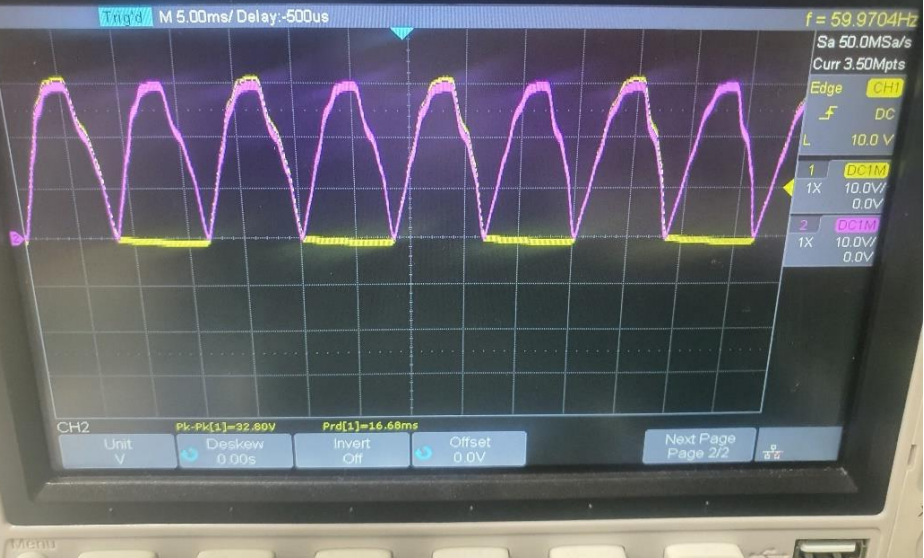 Trig'd M 5.00ms/ Delay:-500us
f = 59.9704Hz
Sa 50.0MSa/s
Curr 3.50Mpts
Edge CH1
DC
L 10.0 V
1 DC1M
1X 10.0V/
0.0V
2 DC1M
1X 10.0V/
0.0V
2
CH2 Pk-Pk[1]=32.80V Prd[1]=16.68ms
Unit
V
Deskew
0.00s
Invert
Off
Offset
0.0V
Next Page
Page 2/2
Menu